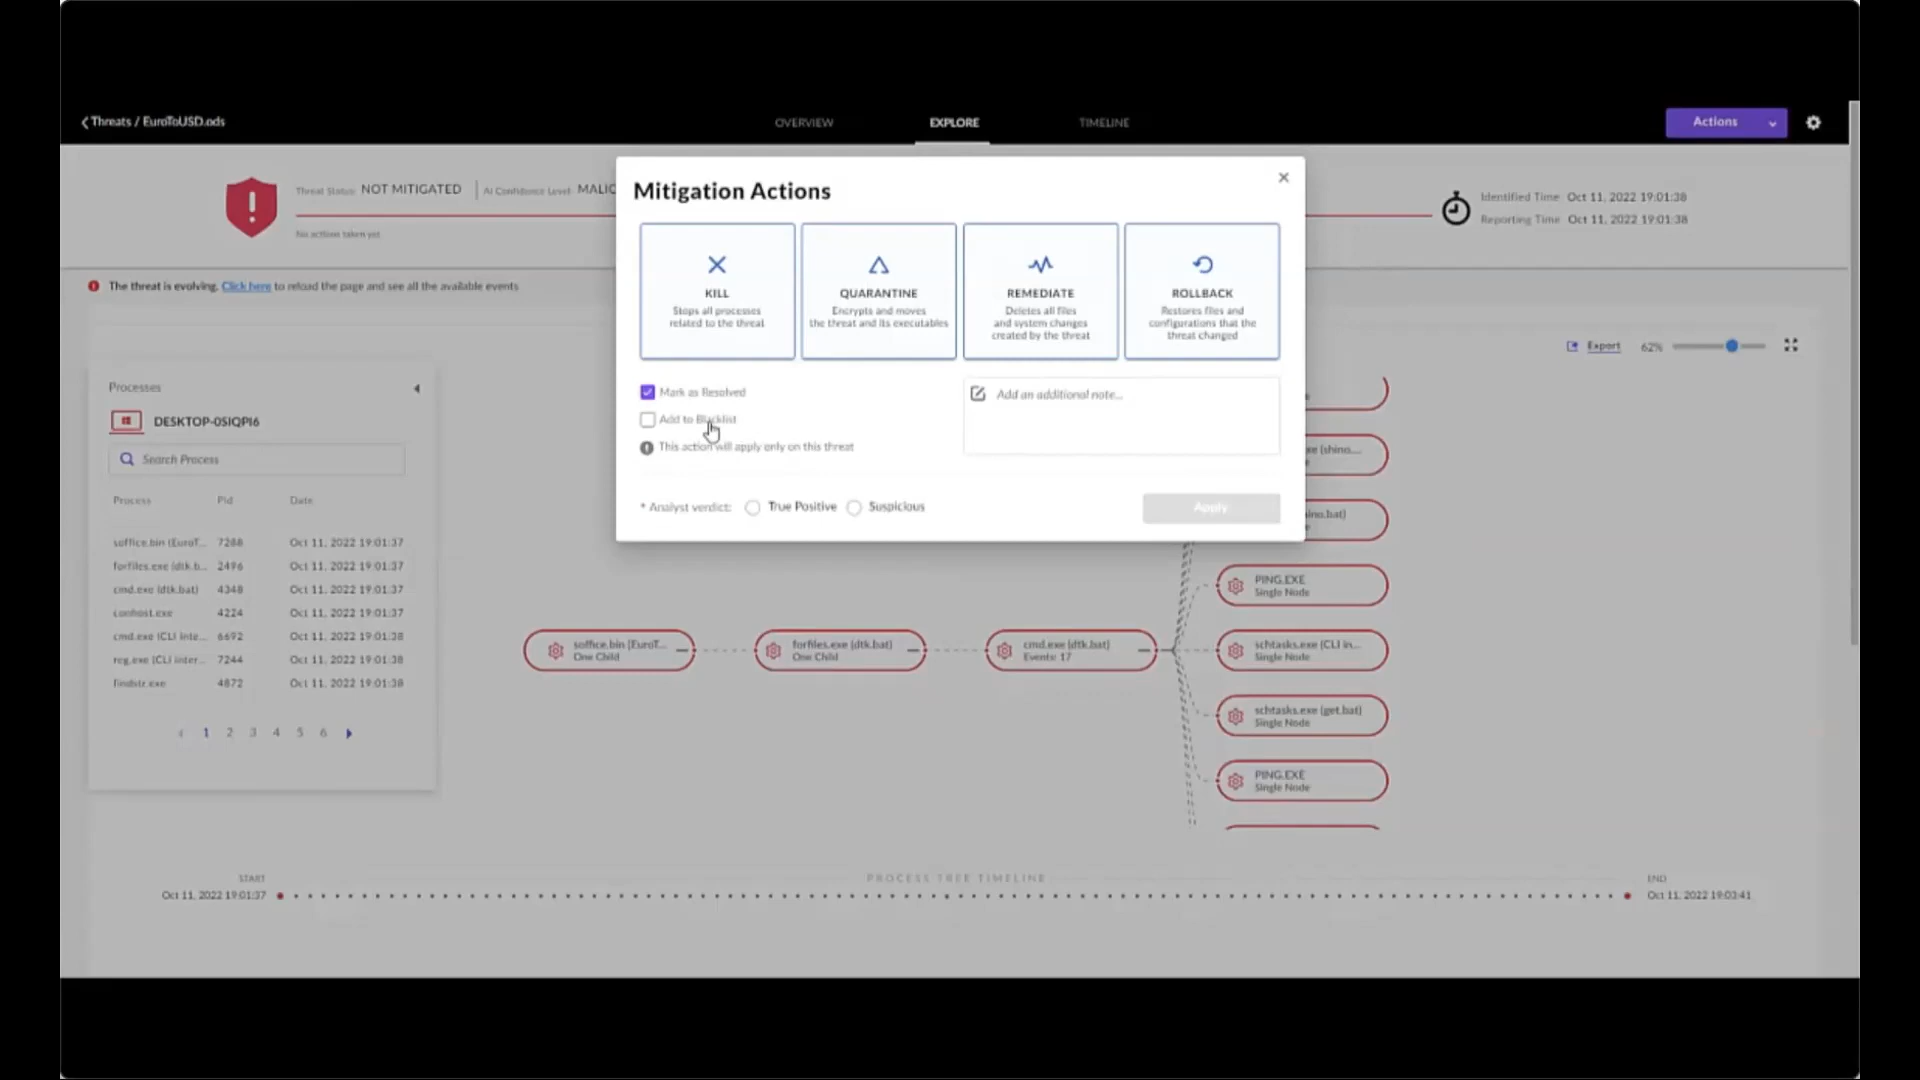 Threats / EuroToUSD.ods
OVERVIEW
EXPLORE
TIMELINE
Actions
Mitigation Actions
Threat Status: NOT MITIGATED
AI Confidence Level: MALIC
No action taken yet
Identified Time Oct 11, 2022 19:01:38
Reporting Time Oct 11, 2022 19:01:38
KILL
Stops all processes
related to the threat
QUARANTINE
Encrypts and moves
the threat and its executables
REMEDIATE
Deletes all files
and system changes
created by the threat
ROLLBACK
Restores files and
configurations that the
threat changed
The threat is evolving. Click here to reload the page and see all the available events
Export
62%
Mark as Resolved
Add to Blacklist
This action will apply only on this threat
Add an additional note...
* Analyst verdict:
True Positive
Suspicious
Apply
Processes
DESKTOP-0SIQPI6
Search Process
Process Pid Date
soffice.bin (EuroT... 7288 Oct 11, 2022 19:01:37
forfiles.exe (dtk.b... 2496 Oct 11, 2022 19:01:37
cmd.exe (dtk.bat) 4348 Oct 11, 2022 19:01:37
conhost.exe 4224 Oct 11, 2022 19:01:37
cmd.exe (CLI inte... 6692 Oct 11, 2022 19:01:38
reg.exe (CLI inter... 7244 Oct 11, 2022 19:01:38
findstr.exe 4872 Oct 11, 2022 19:01:38
1 2 3 4 5 6
soffice.bin (EuroT...
One Child
forfiles.exe (dtk.bat)
One Child
cmd.exe (dtk.bat)
Events: 17
xe (shino....
ino.bat)
PING.EXE
Single Node
schtasks.exe (CLI in...
Single Node
schtasks.exe (get.bat)
Single Node
PING.EXE
Single Node
PROCESS TREE TIMELINE
START
Oct 11, 2022 19:01:37
END
Oct 11, 2022 19:03:41